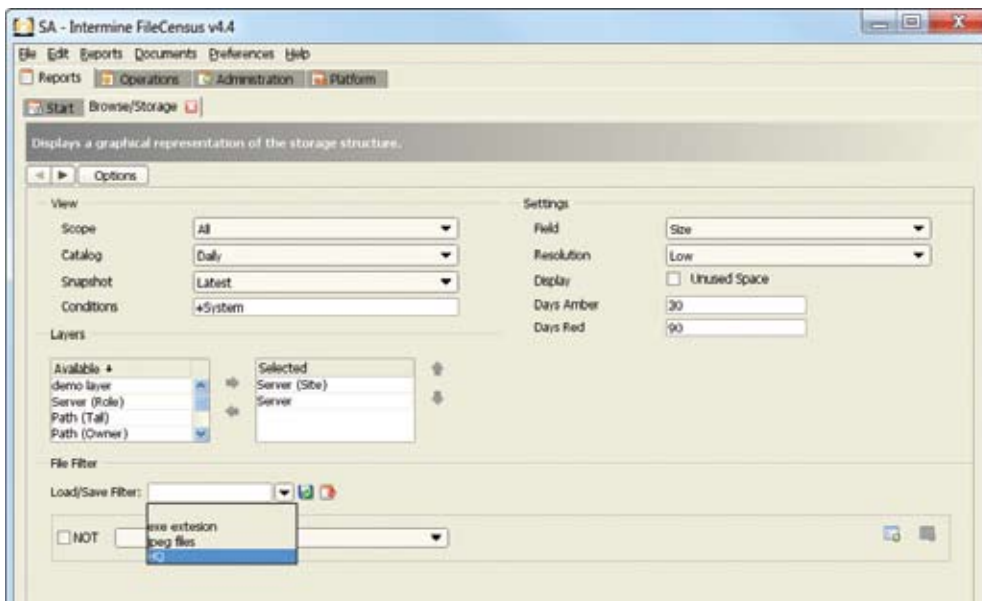 SA - Intermine FileCensus v4.4
File Edit Reports Documents Preferences Help
Reports Operations Administration Platform
Start Browse/Storage
Displays a graphical representation of the storage structure.
Options
View Settings
Scope All Field Size
Catalog Daily Resolution Low
Snapshot Latest Display Unused Space
Conditions +System Days Amber 30
Days Red 90
Layers
Available Selected
demo layer Server (Site)
Server (Role) Server
Path (Tail)
Path (Owner)
File Filter
Load/Save Filter:
exe extesion
NOT jpeg files